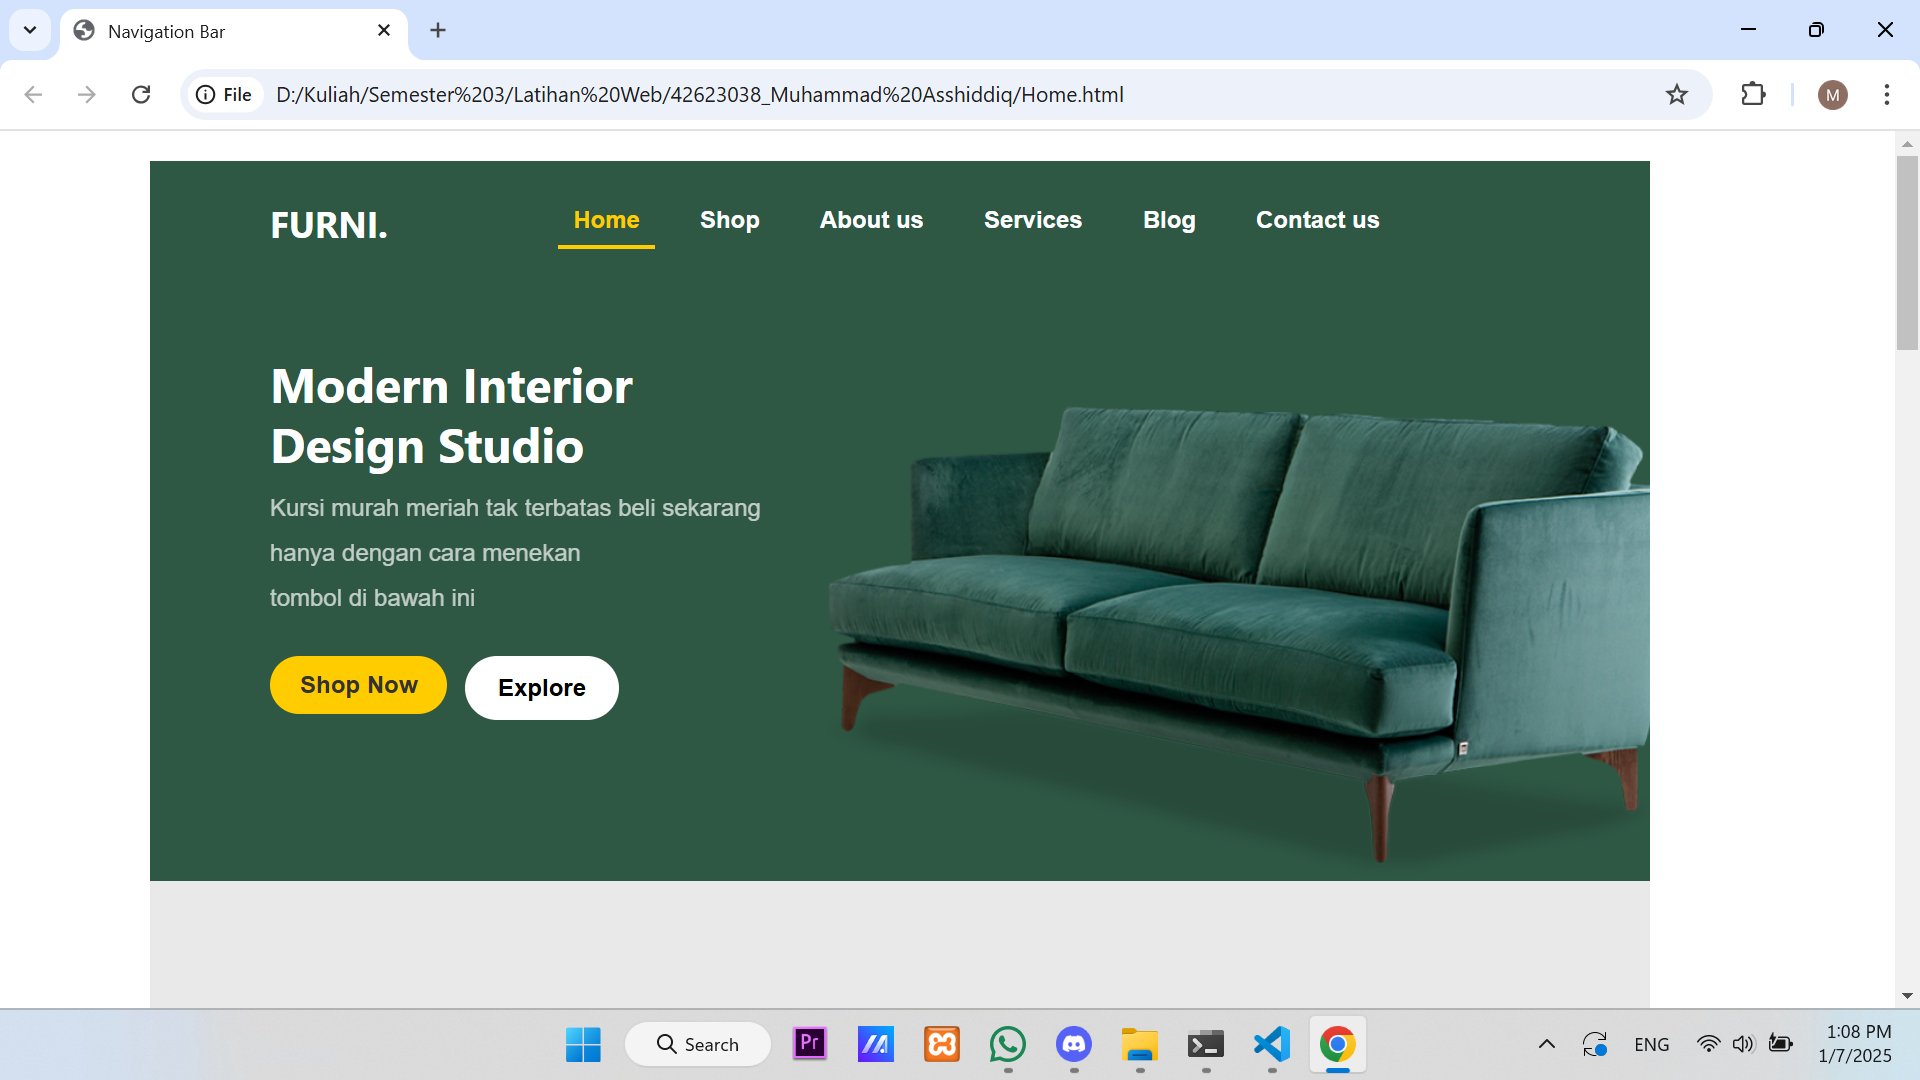 Navigation Bar
File
D:/Kuliah/Semester%203/Latihan%20Web/42623038_Muhammad%20Asshiddiq/Home.html
M
FURNI.
Home Shop About us Services Blog Contact us
Modern Interior
Design Studio
Kursi murah meriah tak terbatas beli sekarang
hanya dengan cara menekan
tombol di bawah ini
Shop Now Explore
Search
Pr
ENG
1:08 PM
1/7/2025